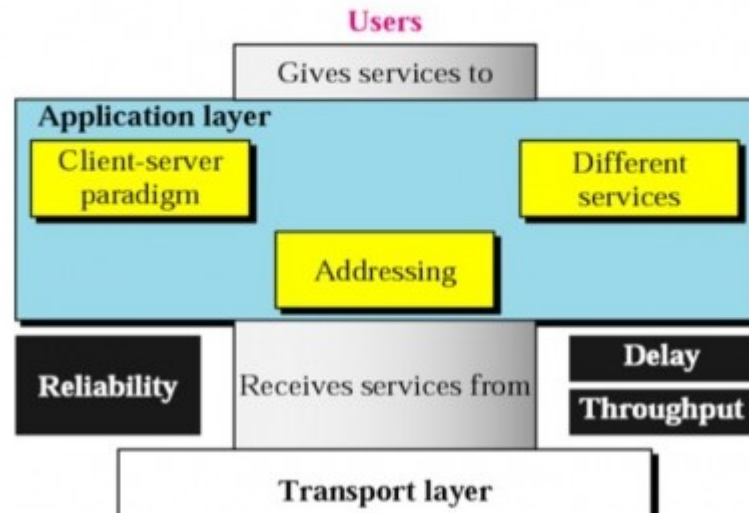 Users
Gives services to
Application layer
Client-server
paradigm
Different
services
Addressing
Reliability
Receives services from
Delay
Throughput
Transport layer